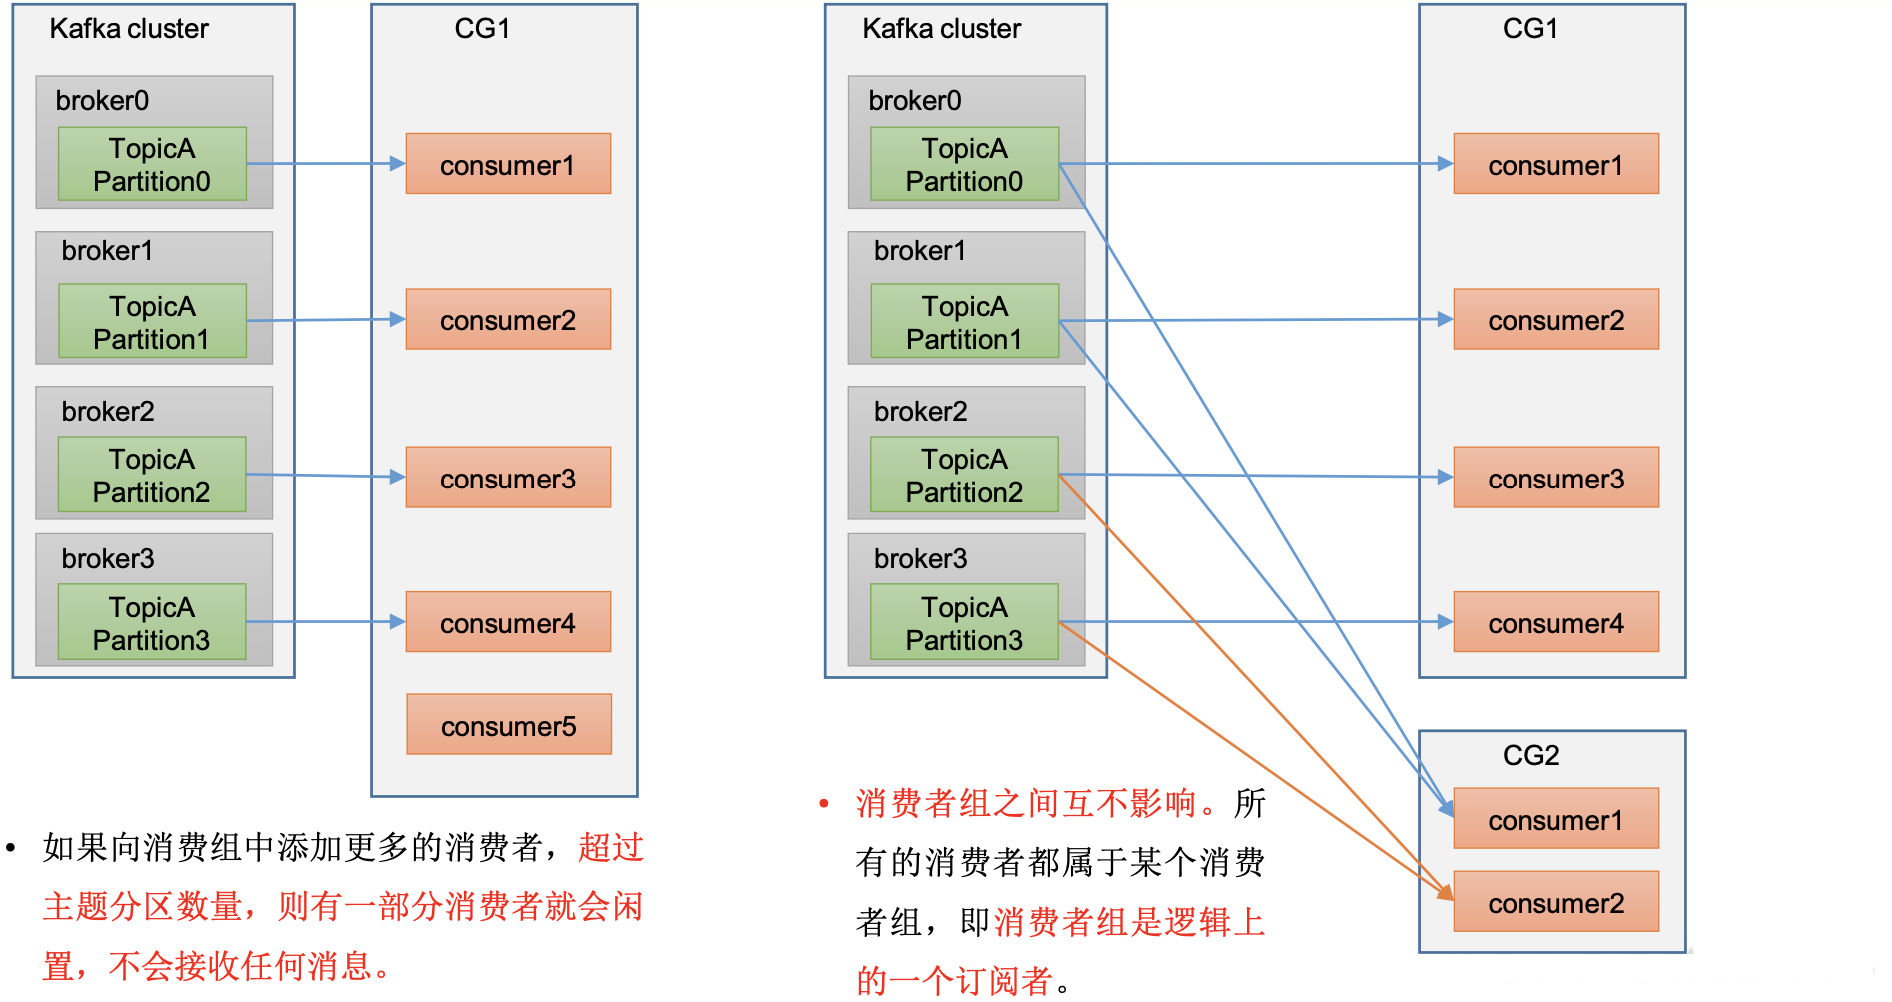 Kafka cluster
broker0
TopicA
Partition0
broker1
TopicA
Partition1
broker2
TopicA
Partition2
broker3
TopicA
Partition3
CG1
consumer1
consumer2
consumer3
consumer4
consumer5
• 如果向消费组中添加更多的消费者，超过
主题分区数量，则有一部分消费者就会闲
置，不会接收任何消息。
Kafka cluster
broker0
TopicA
Partition0
broker1
TopicA
Partition1
broker2
TopicA
Partition2
broker3
TopicA
Partition3
CG1
consumer1
consumer2
consumer3
consumer4
CG2
consumer1
consumer2
• 消费者组之间互不影响。所
有的消费者都属于某个消费
者组，即消费者组是逻辑上
的一个订阅者。